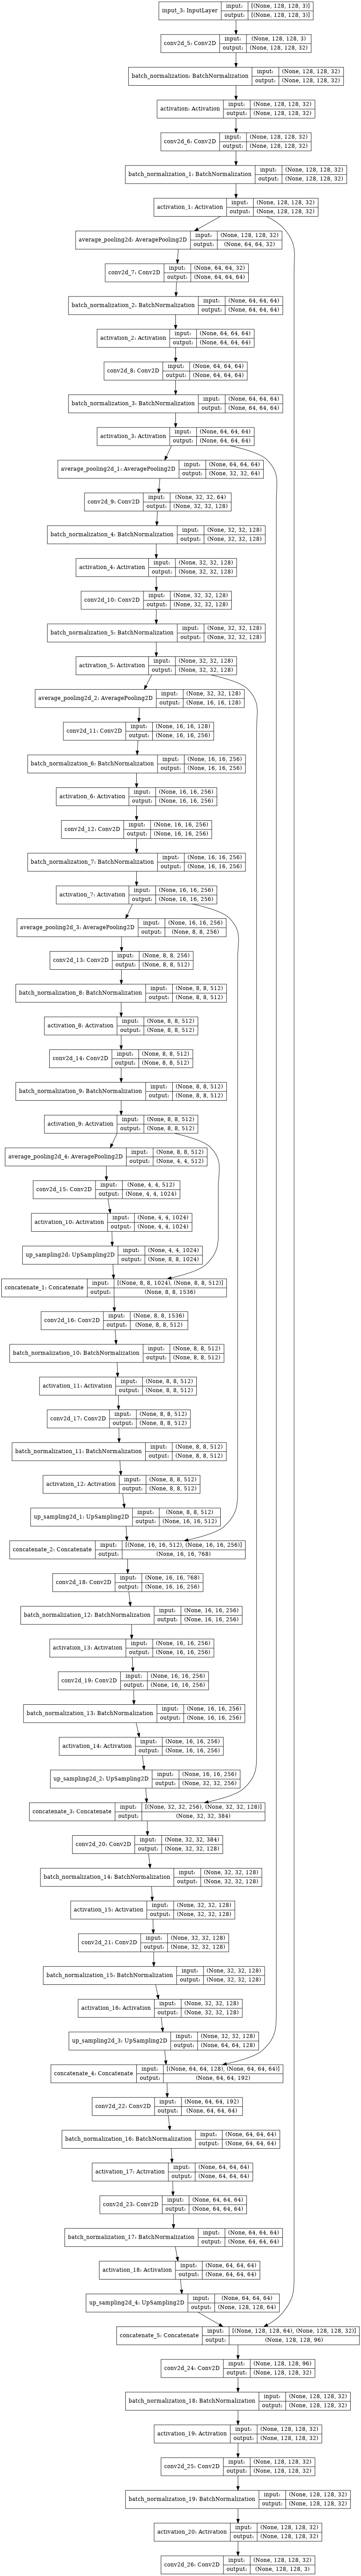 input_3: InputLayer
input: [(None, 128, 128, 3)]
output: [(None, 128, 128, 3)]
conv2d_5: Conv2D
input: (None, 128, 128, 3)
output: (None, 128, 128, 32)
batch_normalization: BatchNormalization
input: (None, 128, 128, 32)
output: (None, 128, 128, 32)
activation: Activation
input: (None, 128, 128, 32)
output: (None, 128, 128, 32)
conv2d_6: Conv2D
input: (None, 128, 128, 32)
output: (None, 128, 128, 32)
batch_normalization_1: BatchNormalization
input: (None, 128, 128, 32)
output: (None, 128, 128, 32)
activation_1: Activation
input: (None, 128, 128, 32)
output: (None, 128, 128, 32)
average_pooling2d: AveragePooling2D
input: (None, 128, 128, 32)
output: (None, 64, 64, 32)
conv2d_7: Conv2D
input: (None, 64, 64, 32)
output: (None, 64, 64, 64)
batch_normalization_2: BatchNormalization
input: (None, 64, 64, 64)
output: (None, 64, 64, 64)
activation_2: Activation
input: (None, 64, 64, 64)
output: (None, 64, 64, 64)
conv2d_8: Conv2D
input: (None, 64, 64, 64)
output: (None, 64, 64, 64)
batch_normalization_3: BatchNormalization
input: (None, 64, 64, 64)
output: (None, 64, 64, 64)
activation_3: Activation
input: (None, 64, 64, 64)
output: (None, 64, 64, 64)
average_pooling2d_1: AveragePooling2D
input: (None, 64, 64, 64)
output: (None, 32, 32, 64)
conv2d_9: Conv2D
input: (None, 32, 32, 64)
output: (None, 32, 32, 128)
batch_normalization_4: BatchNormalization
input: (None, 32, 32, 128)
output: (None, 32, 32, 128)
activation_4: Activation
input: (None, 32, 32, 128)
output: (None, 32, 32, 128)
conv2d_10: Conv2D
input: (None, 32, 32, 128)
output: (None, 32, 32, 128)
batch_normalization_5: BatchNormalization
input: (None, 32, 32, 128)
output: (None, 32, 32, 128)
activation_5: Activation
input: (None, 32, 32, 128)
output: (None, 32, 32, 128)
average_pooling2d_2: AveragePooling2D
input: (None, 32, 32, 128)
output: (None, 16, 16, 128)
conv2d_11: Conv2D
input: (None, 16, 16, 128)
output: (None, 16, 16, 256)
batch_normalization_6: BatchNormalization
input: (None, 16, 16, 256)
output: (None, 16, 16, 256)
activation_6: Activation
input: (None, 16, 16, 256)
output: (None, 16, 16, 256)
conv2d_12: Conv2D
input: (None, 16, 16, 256)
output: (None, 16, 16, 256)
batch_normalization_7: BatchNormalization
input: (None, 16, 16, 256)
output: (None, 16, 16, 256)
activation_7: Activation
input: (None, 16, 16, 256)
output: (None, 16, 16, 256)
average_pooling2d_3: AveragePooling2D
input: (None, 16, 16, 256)
output: (None, 8, 8, 256)
conv2d_13: Conv2D
input: (None, 8, 8, 256)
output: (None, 8, 8, 512)
batch_normalization_8: BatchNormalization
input: (None, 8, 8, 512)
output: (None, 8, 8, 512)
activation_8: Activation
input: (None, 8, 8, 512)
output: (None, 8, 8, 512)
conv2d_14: Conv2D
input: (None, 8, 8, 512)
output: (None, 8, 8, 512)
batch_normalization_9: BatchNormalization
input: (None, 8, 8, 512)
output: (None, 8, 8, 512)
activation_9: Activation
input: (None, 8, 8, 512)
output: (None, 8, 8, 512)
average_pooling2d_4: AveragePooling2D
input: (None, 8, 8, 512)
output: (None, 4, 4, 512)
conv2d_15: Conv2D
input: (None, 4, 4, 512)
output: (None, 4, 4, 1024)
activation_10: Activation
input: (None, 4, 4, 1024)
output: (None, 4, 4, 1024)
up_sampling2d: UpSampling2D
input: (None, 4, 4, 1024)
output: (None, 8, 8, 1024)
concatenate_1: Concatenate
input: [(None, 8, 8, 1024), (None, 8, 8, 512)]
output: (None, 8, 8, 1536)
conv2d_16: Conv2D
input: (None, 8, 8, 1536)
output: (None, 8, 8, 512)
batch_normalization_10: BatchNormalization
input: (None, 8, 8, 512)
output: (None, 8, 8, 512)
activation_11: Activation
input: (None, 8, 8, 512)
output: (None, 8, 8, 512)
conv2d_17: Conv2D
input: (None, 8, 8, 512)
output: (None, 8, 8, 512)
batch_normalization_11: BatchNormalization
input: (None, 8, 8, 512)
output: (None, 8, 8, 512)
activation_12: Activation
input: (None, 8, 8, 512)
output: (None, 8, 8, 512)
up_sampling2d_1: UpSampling2D
input: (None, 8, 8, 512)
output: (None, 16, 16, 512)
concatenate_2: Concatenate
input: [(None, 16, 16, 512), (None, 16, 16, 256)]
output: (None, 16, 16, 768)
conv2d_18: Conv2D
input: (None, 16, 16, 768)
output: (None, 16, 16, 256)
batch_normalization_12: BatchNormalization
input: (None, 16, 16, 256)
output: (None, 16, 16, 256)
activation_13: Activation
input: (None, 16, 16, 256)
output: (None, 16, 16, 256)
conv2d_19: Conv2D
input: (None, 16, 16, 256)
output: (None, 16, 16, 256)
batch_normalization_13: BatchNormalization
input: (None, 16, 16, 256)
output: (None, 16, 16, 256)
activation_14: Activation
input: (None, 16, 16, 256)
output: (None, 16, 16, 256)
up_sampling2d_2: UpSampling2D
input: (None, 16, 16, 256)
output: (None, 32, 32, 256)
concatenate_3: Concatenate
input: [(None, 32, 32, 256), (None, 32, 32, 128)]
output: (None, 32, 32, 384)
conv2d_20: Conv2D
input: (None, 32, 32, 384)
output: (None, 32, 32, 128)
batch_normalization_14: BatchNormalization
input: (None, 32, 32, 128)
output: (None, 32, 32, 128)
activation_15: Activation
input: (None, 32, 32, 128)
output: (None, 32, 32, 128)
conv2d_21: Conv2D
input: (None, 32, 32, 128)
output: (None, 32, 32, 128)
batch_normalization_15: BatchNormalization
input: (None, 32, 32, 128)
output: (None, 32, 32, 128)
activation_16: Activation
input: (None, 32, 32, 128)
output: (None, 32, 32, 128)
up_sampling2d_3: UpSampling2D
input: (None, 32, 32, 128)
output: (None, 64, 64, 128)
concatenate_4: Concatenate
input: [(None, 64, 64, 128), (None, 64, 64, 64)]
output: (None, 64, 64, 192)
conv2d_22: Conv2D
input: (None, 64, 64, 192)
output: (None, 64, 64, 64)
batch_normalization_16: BatchNormalization
input: (None, 64, 64, 64)
output: (None, 64, 64, 64)
activation_17: Activation
input: (None, 64, 64, 64)
output: (None, 64, 64, 64)
conv2d_23: Conv2D
input: (None, 64, 64, 64)
output: (None, 64, 64, 64)
batch_normalization_17: BatchNormalization
input: (None, 64, 64, 64)
output: (None, 64, 64, 64)
activation_18: Activation
input: (None, 64, 64, 64)
output: (None, 64, 64, 64)
up_sampling2d_4: UpSampling2D
input: (None, 64, 64, 64)
output: (None, 128, 128, 64)
concatenate_5: Concatenate
input: [(None, 128, 128, 64), (None, 128, 128, 32)]
output: (None, 128, 128, 96)
conv2d_24: Conv2D
input: (None, 128, 128, 96)
output: (None, 128, 128, 32)
batch_normalization_18: BatchNormalization
input: (None, 128, 128, 32)
output: (None, 128, 128, 32)
activation_19: Activation
input: (None, 128, 128, 32)
output: (None, 128, 128, 32)
conv2d_25: Conv2D
input: (None, 128, 128, 32)
output: (None, 128, 128, 32)
batch_normalization_19: BatchNormalization
input: (None, 128, 128, 32)
output: (None, 128, 128, 32)
activation_20: Activation
input: (None, 128, 128, 32)
output: (None, 128, 128, 32)
conv2d_26: Conv2D
input: (None, 128, 128, 32)
output: (None, 128, 128, 3)